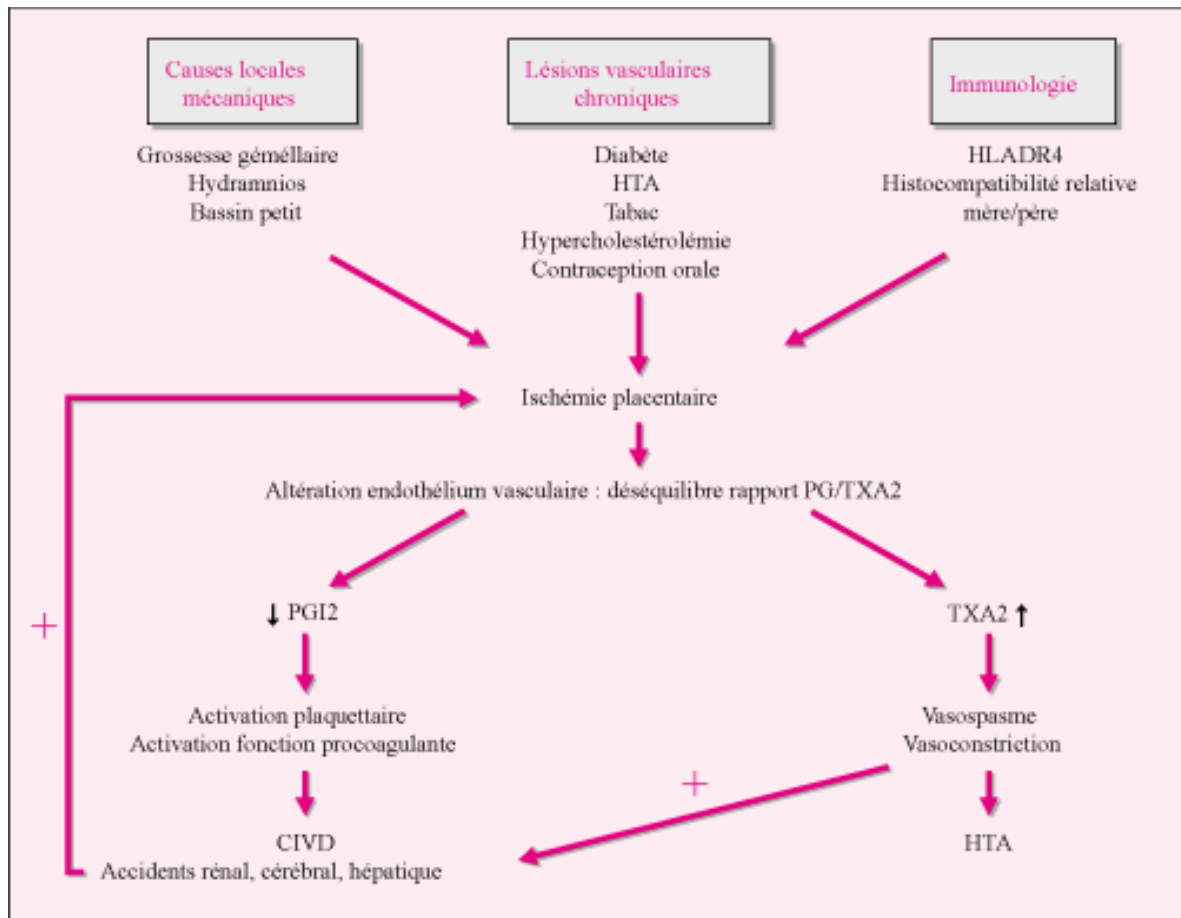 Causes locales
mécaniques
Lésions vasculaires
chroniques
Immunologie
Grossesse géméllaire
Hydramnios
Bassin petit
Diabète
HTA
Tabac
Hypercholestérolémie
Contraception orale
HLADR4
Histocompatibilité relative
mère/père
Ischémie placentaire
Altération endothélium vasculaire : déséquilibre rapport PG/TXA2
↓ PGI2
TXA2 ↑
+
Activation plaquettaire
Activation fonction procoagulante
Vasospasme
Vasoconstriction
+
CIVD
Accidents rénal, cérébral, hépatique
HTA